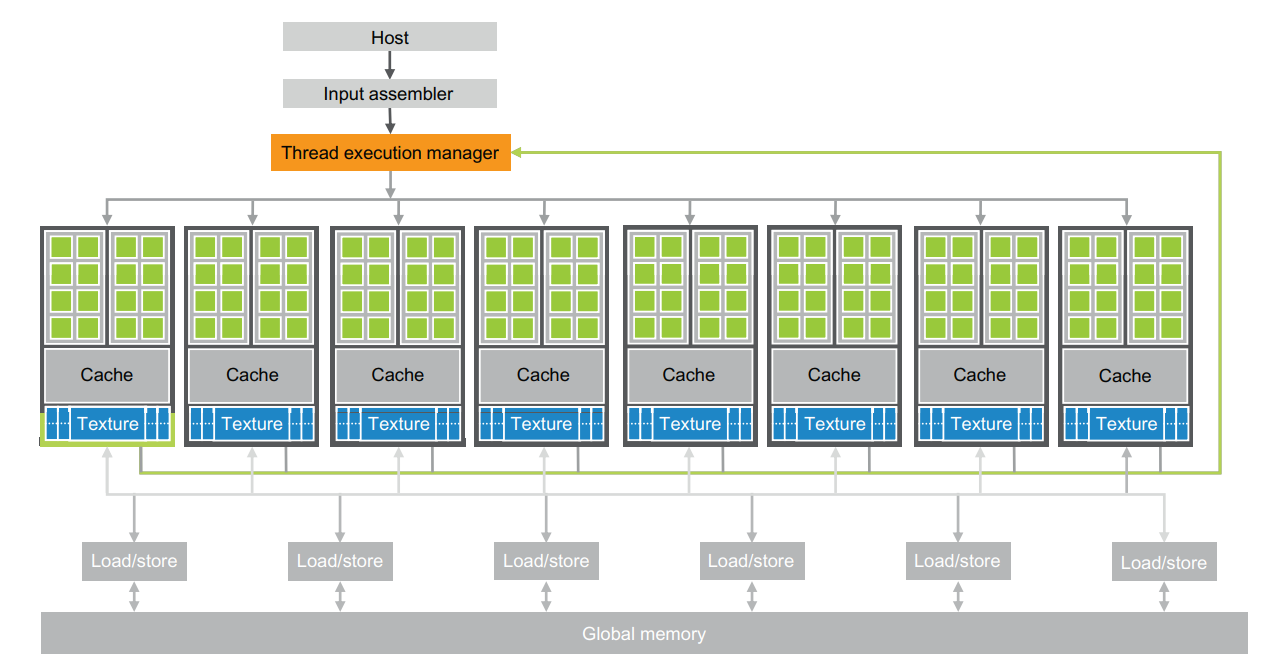 Host
Input assembler
Thread execution manager
Cache
Cache
Cache
Cache
Cache
Cache
Cache
Cache
Texture
Texture
Texture
Texture
Texture
Texture
Texture
Texture
Load/store
Load/store
Load/store
Load/store
Load/store
Load/store
Global memory